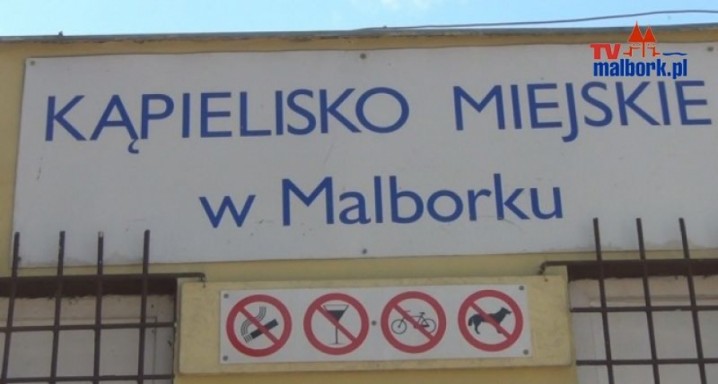 TV
malbork.pl
KĄPIELISKO MIEJSKIE
w Malborku